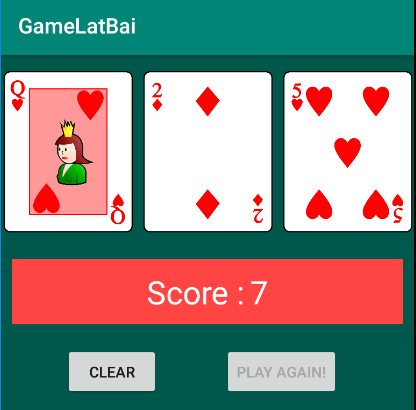 GameLatBai
Q 2 5
Q 2 5
Score : 7
CLEAR PLAY AGAIN!